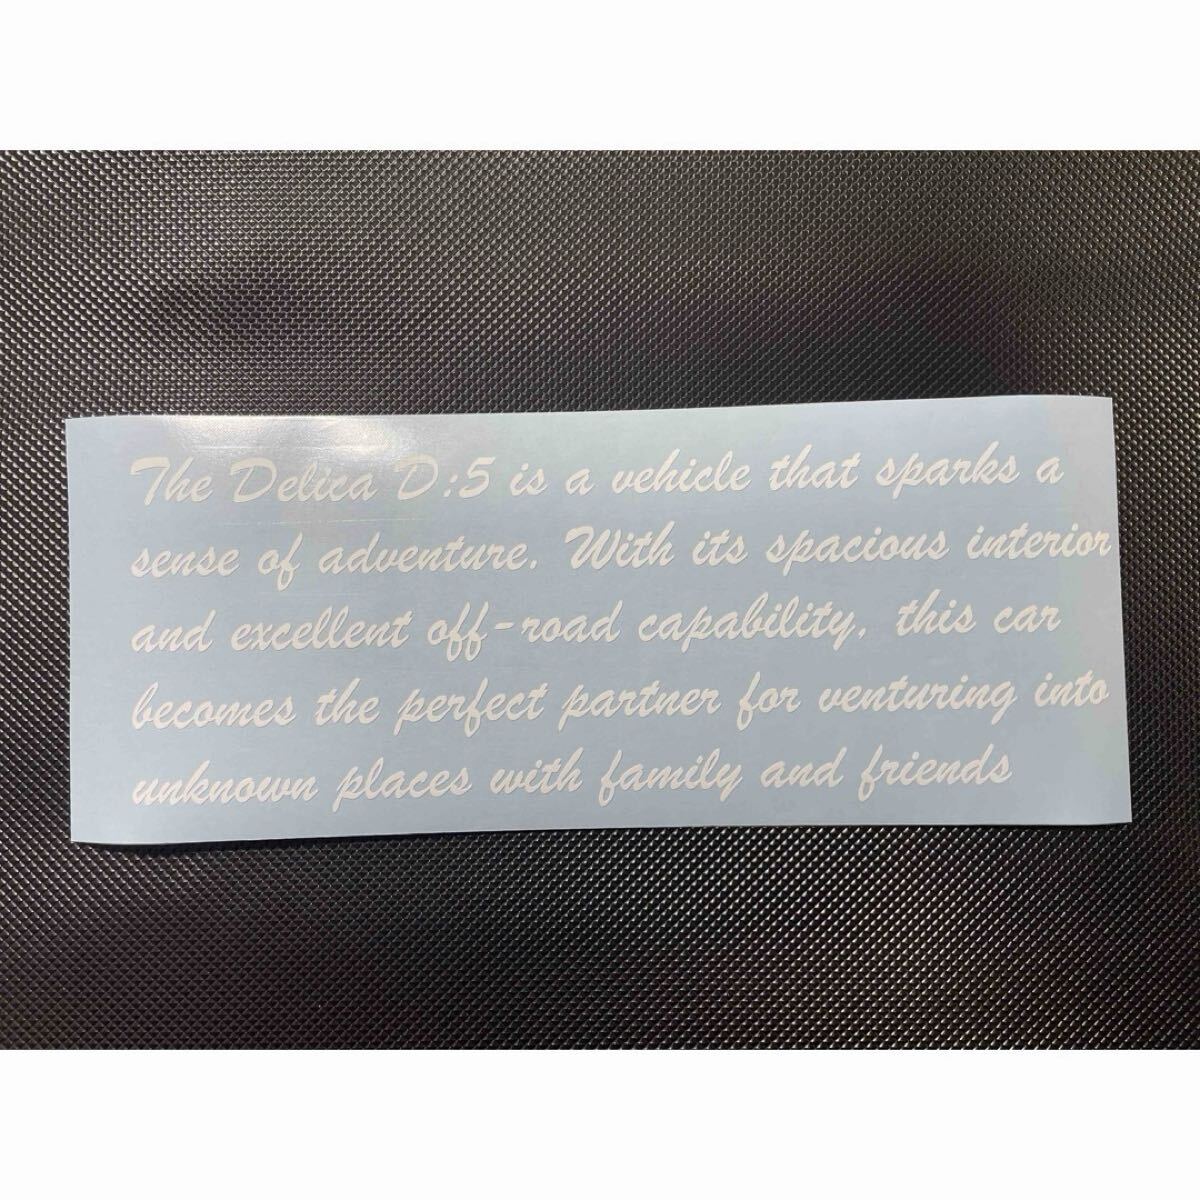 The Delica D:5 is a vehicle that sparks a
sense of adventure. With its spacious interior
and excellent off-road capability, this car
becomes the perfect partner for venturing into
unknown places with family and friends